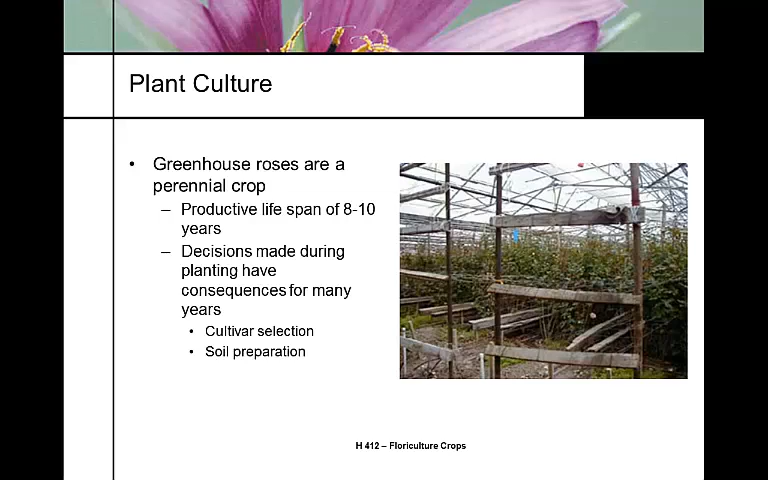 Plant Culture
• Greenhouse roses are a
perennial crop
– Productive life span of 8-10
years
– Decisions made during
planting have
consequences for many
years
• Cultivar selection
• Soil preparation
H 412 – Floriculture Crops